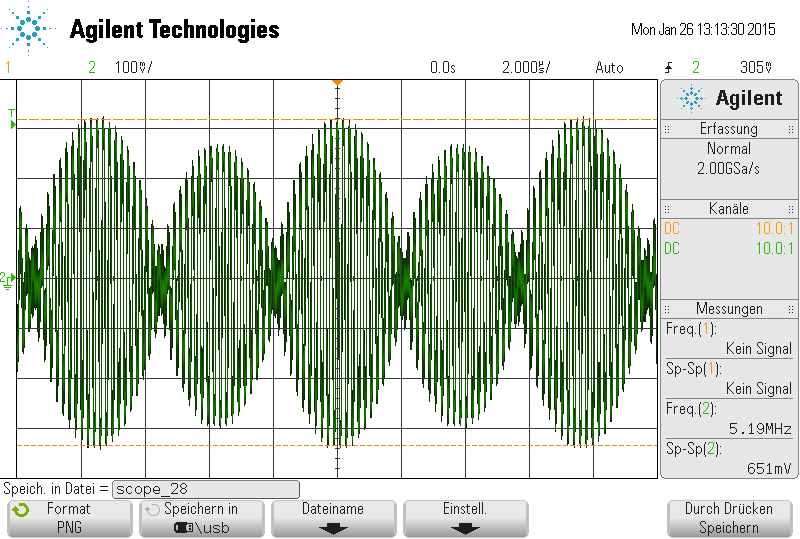 Agilent Technologies
Mon Jan 26 13:13:30 2015
1 2 100mV/ 0.0s 2.000µs/ Auto 2 305mV
T
2
Agilent
Erfassung
Normal
2.00GSa/s
Kanäle
DC 10.0:1
DC 10.0:1
Messungen
Freq.(1):
Kein Signal
Sp-Sp(1):
Kein Signal
Freq.(2):
5.19MHz
Sp-Sp(2):
651mV
Speich. in Datei = scope_28
Format
PNG
Speichern in
\usb
Dateiname
Einstell.
Durch Drücken
Speichern